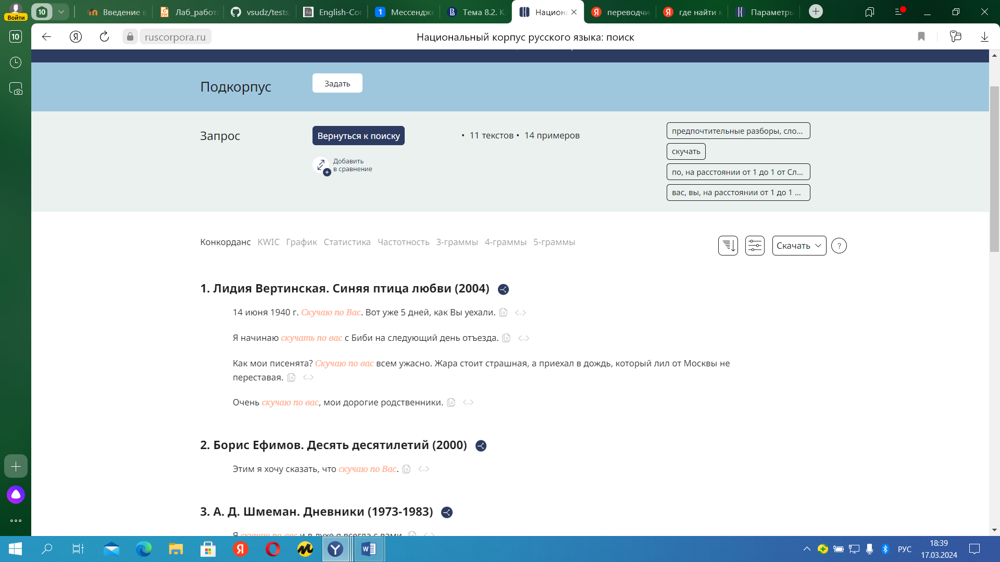 Войти
10
Введение в
Лаб_работ
vsudz/tests
English-Cor
Мессендже
Тема 8.2. К
Национа
переводчи
где найти м
Параметры
10
ruscorpora.ru
Национальный корпус русского языка: поиск
Подкорпус
Задать
Запрос
Вернуться к поиску
• 11 текстов • 14 примеров
Добавить
в сравнение
предпочтительные разборы, сло...
скучать
по, на расстоянии от 1 до 1 от Сл...
вас, вы, на расстоянии от 1 до 1 ...
Конкорданс KWIC График Статистика Частотность 3-граммы 4-граммы 5-граммы
Скачать
?
1. Лидия Вертинская. Синяя птица любви (2004)
14 июня 1940 г. Скучаю по Вас. Вот уже 5 дней, как Вы уехали.
Я начинаю скучать по вас с Биби на следующий день отъезда.
Как мои писенята? Скучаю по вас всем ужасно. Жара стоит страшная, а приехал в дождь, который лил от Москвы не
переставая.
Очень скучаю по вас, мои дорогие родственники.
2. Борис Ефимов. Десять десятилетий (2000)
Этим я хочу сказать, что скучаю по Вас.
3. А. Д. Шмеман. Дневники (1973-1983)
Я скучаю по вас и в духе я всегда с вами.
РУС
18:39
17.03.2024